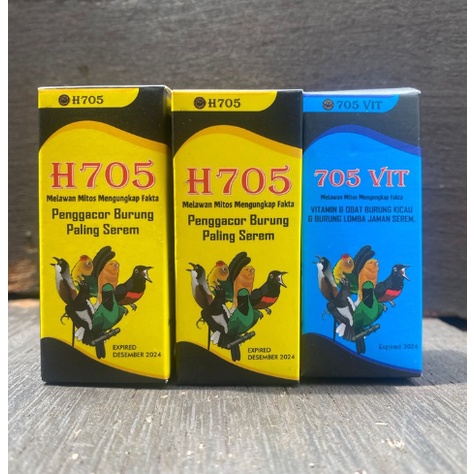 H705
H705
Melawan Mitos Mengungkap Fakta
Penggacor Burung
Paling Serem
EXPIRED
DESEMBER 2024
H705
H705
Melawan Mitos Mengungkap Fakta
Penggacor Burung
Paling Serem
EXPIRED
DESEMBER 2024
705 VIT
705 VIT
Melawan Mitos Mengungkap Fakta
VITAMIN & OBAT BURUNG KICAU
& BURUNG LOMBA JAMAN SEREM.
Expired 2024